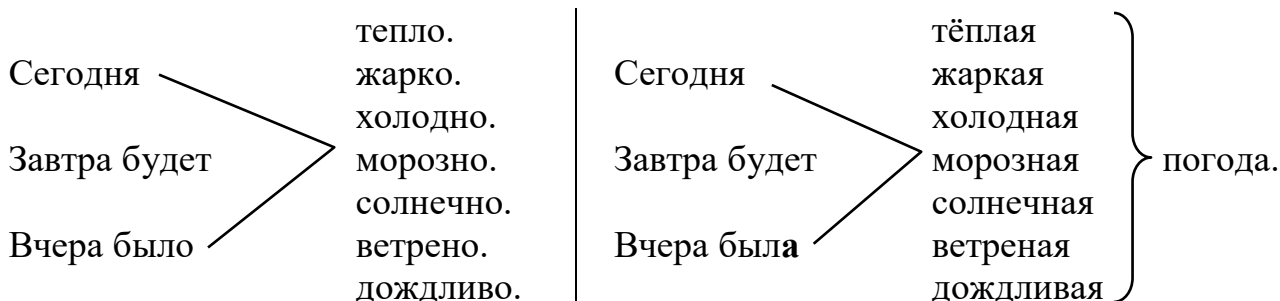 тепло.
Сегодня жарко.
холодно.
Завтра будет морозно.
солнечно.
Вчера было ветрено.
дождливо.
тёплая
Сегодня жаркая
холодная
Завтра будет морозная погода.
солнечная
Вчера была ветреная
дождливая